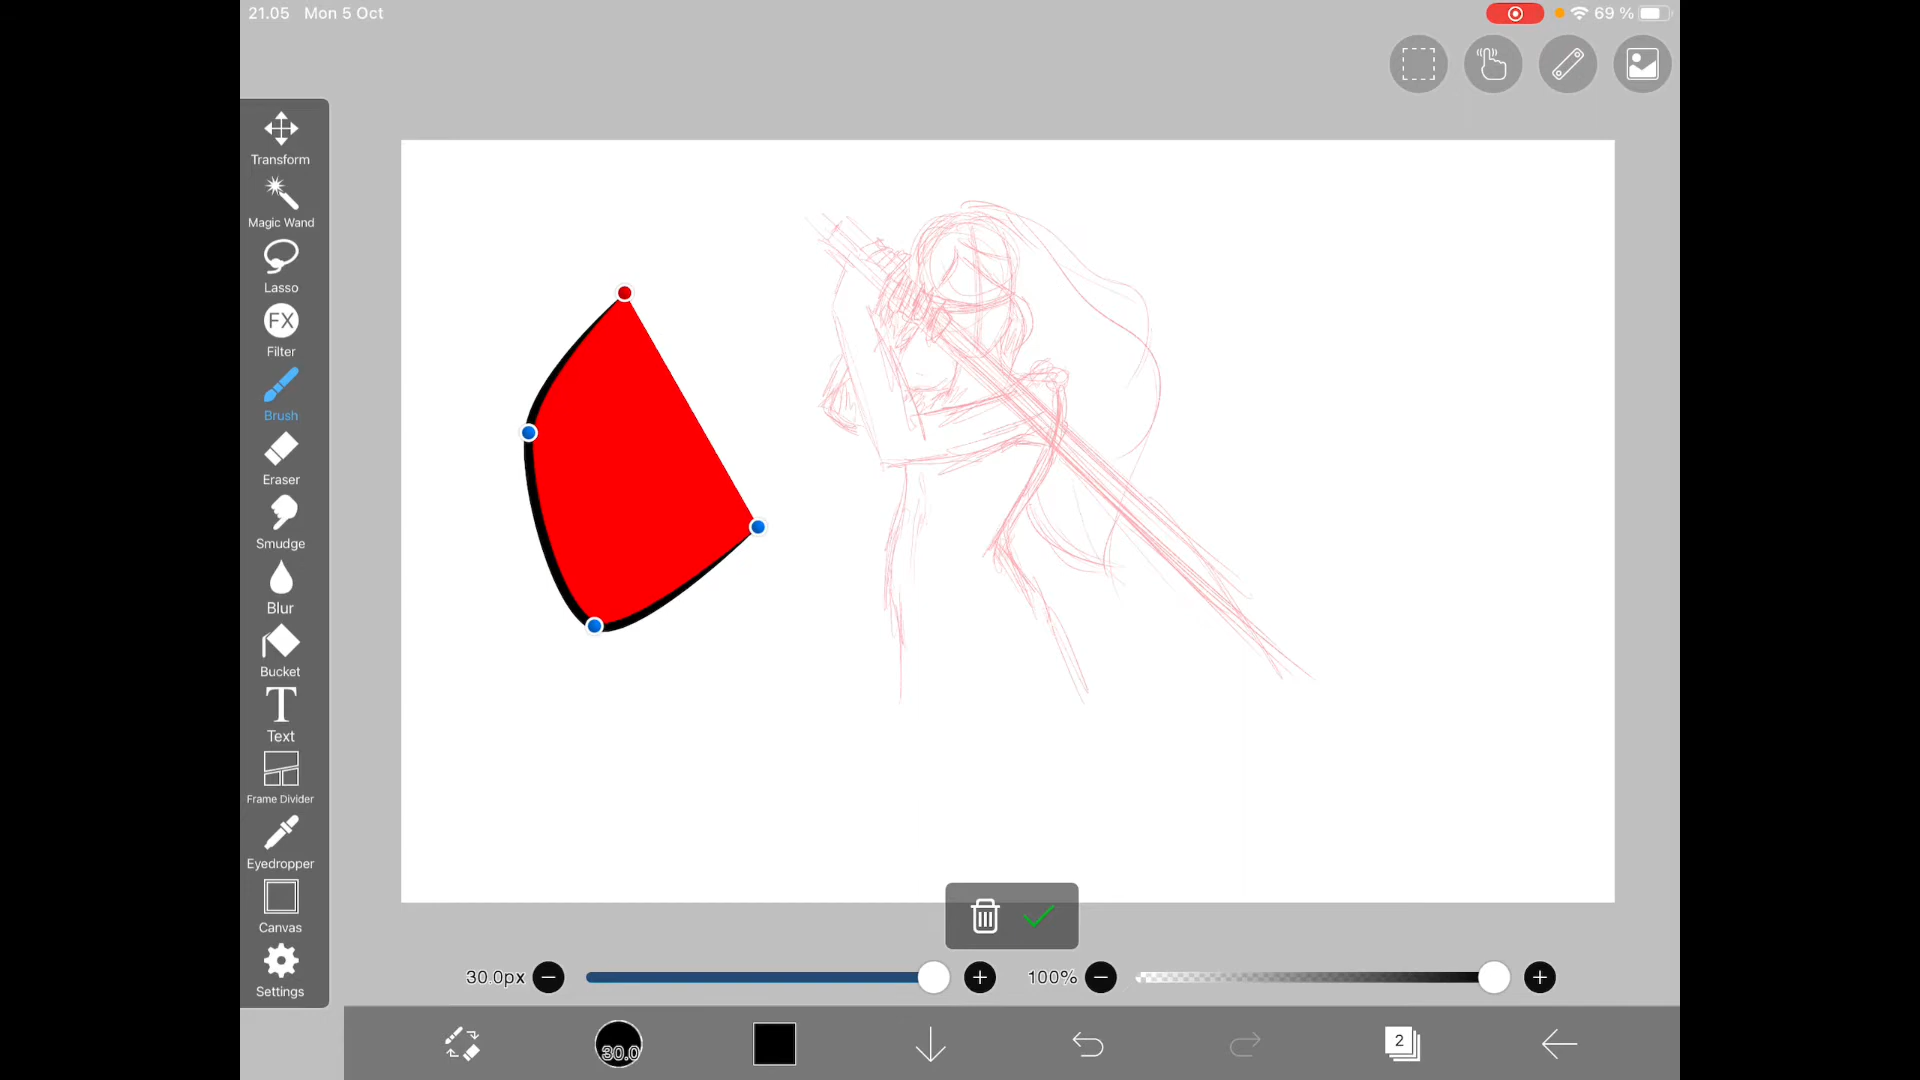 21.05 Mon 5 Oct
69 %
Transform
Magic Wand
Lasso
FX
Filter
Brush
Eraser
Smudge
Blur
Bucket
T
Text
Frame Divider
Eyedropper
Canvas
Settings
30.0px
100%
30.0
2